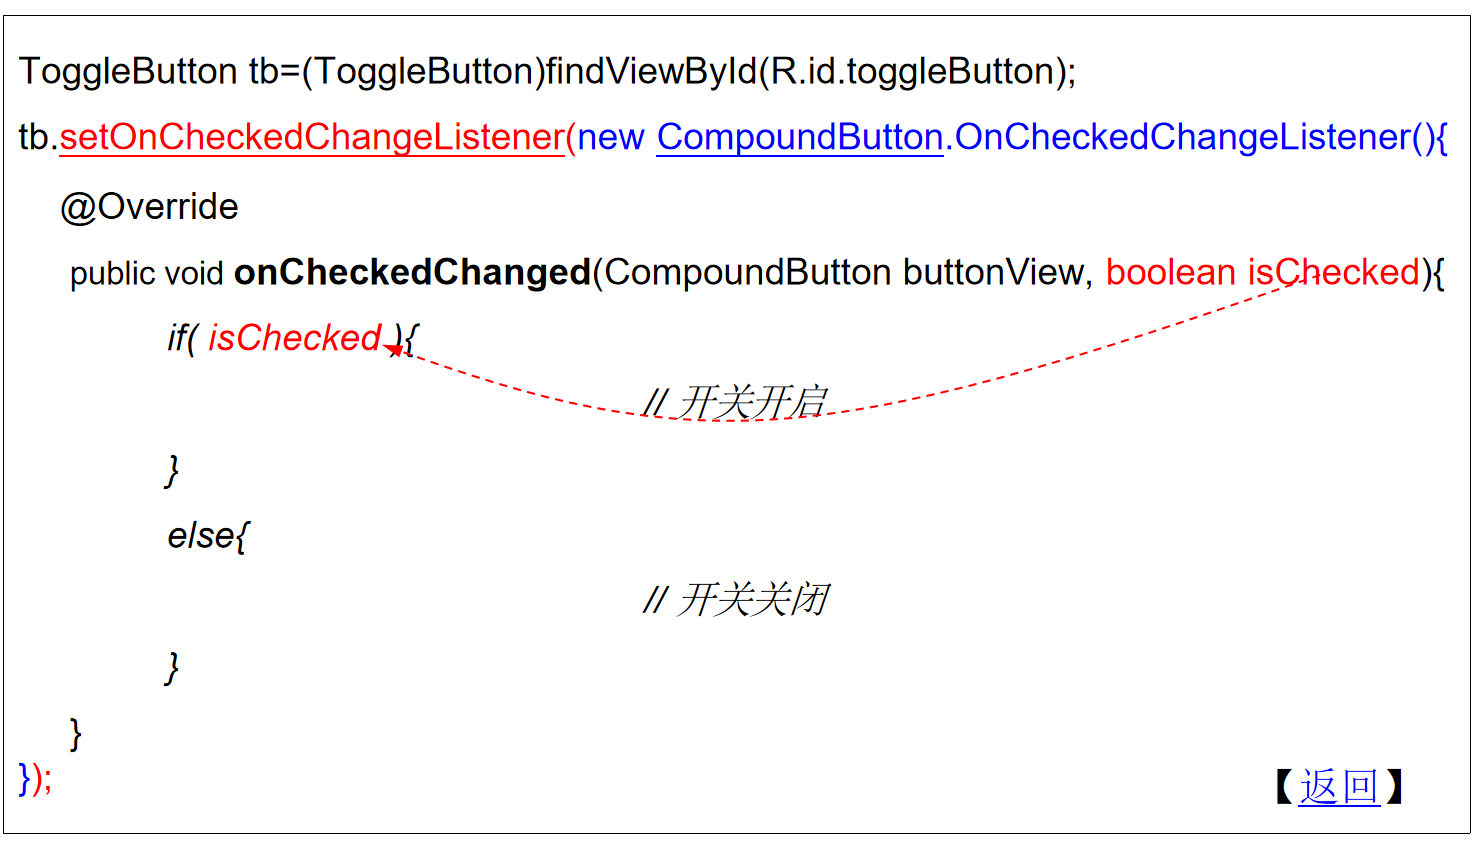 ToggleButton tb=(ToggleButton)findViewById(R.id.toggleButton);
tb.setOnCheckedChangeListener(new CompoundButton.OnCheckedChangeListener(){
@Override
public void onCheckedChanged(CompoundButton buttonView, boolean isChecked){
if( isChecked ){
// 开关开启
}
else{
// 开关关闭
}
}
});
【返回】